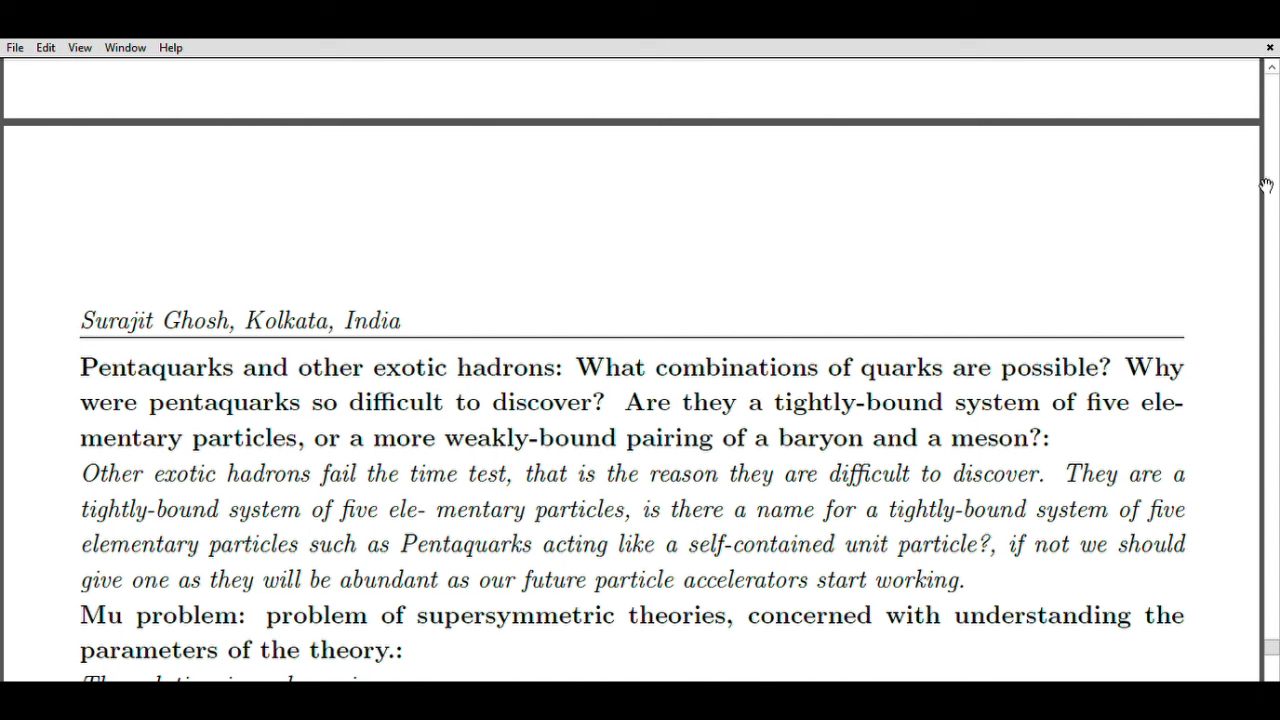 File Edit View Window Help
Surajit Ghosh, Kolkata, India
Pentaquarks and other exotic hadrons: What combinations of quarks are possible? Why
were pentaquarks so difficult to discover? Are they a tightly-bound system of five ele-
mentary particles, or a more weakly-bound pairing of a baryon and a meson?:
Other exotic hadrons fail the time test, that is the reason they are difficult to discover. They are a
tightly-bound system of five ele- mentary particles, is there a name for a tightly-bound system of five
elementary particles such as Pentaquarks acting like a self-contained unit particle?, if not we should
give one as they will be abundant as our future particle accelerators start working.
Mu problem: problem of supersymmetric theories, concerned with understanding the
parameters of the theory.: